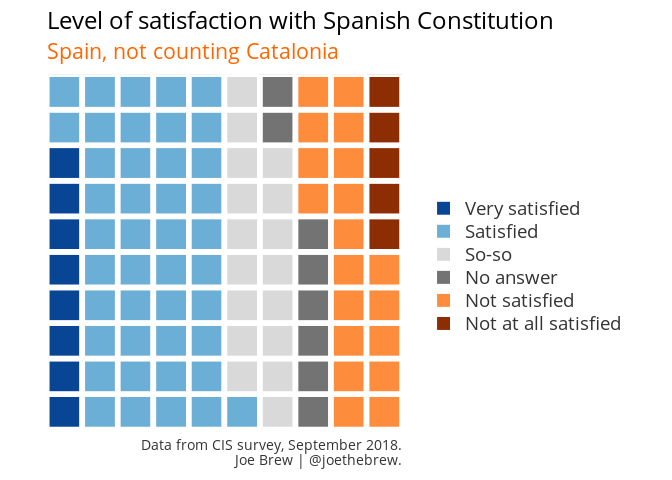 Level of satisfaction with Spanish Constitution
Spain, not counting Catalonia
Very satisfied
Satisfied
So-so
No answer
Not satisfied
Not at all satisfied
Data from CIS survey, September 2018.
Joe Brew | @joethebrew.